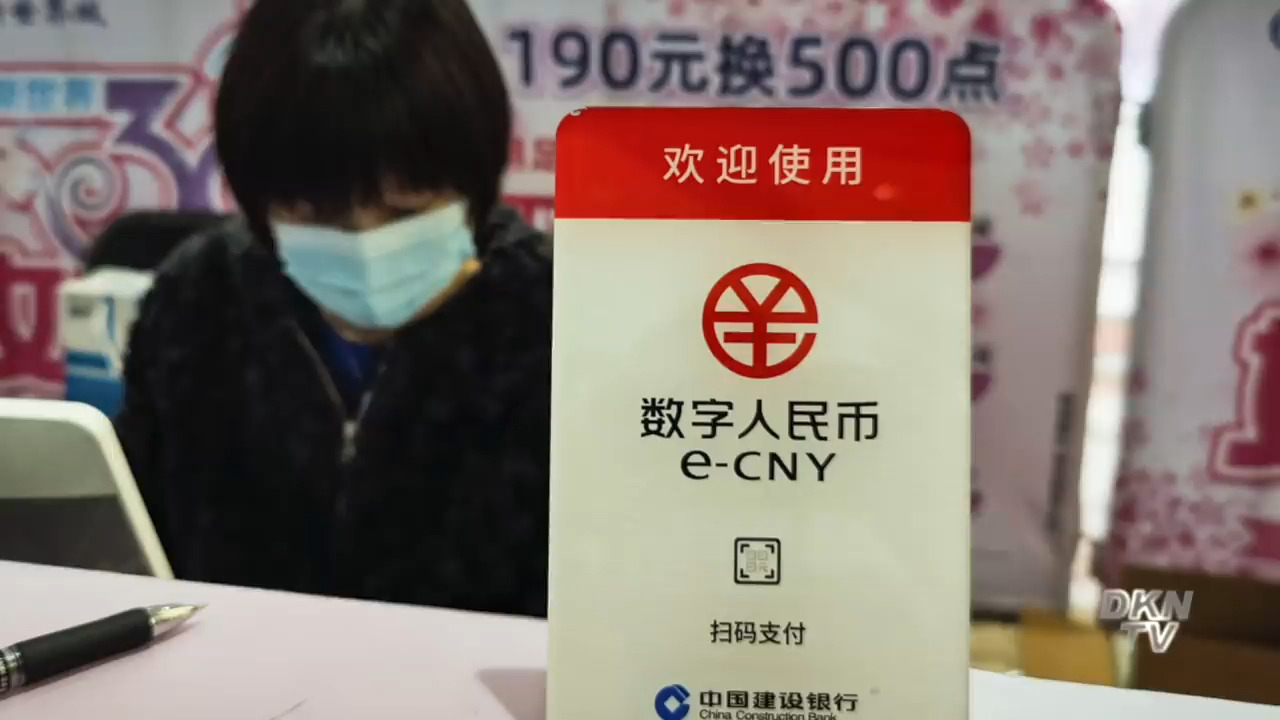 190元换500点
欢迎使用
数字人民币
e-CNY
扫码支付
中国建设银行
China Construction Bank
DKN
TV